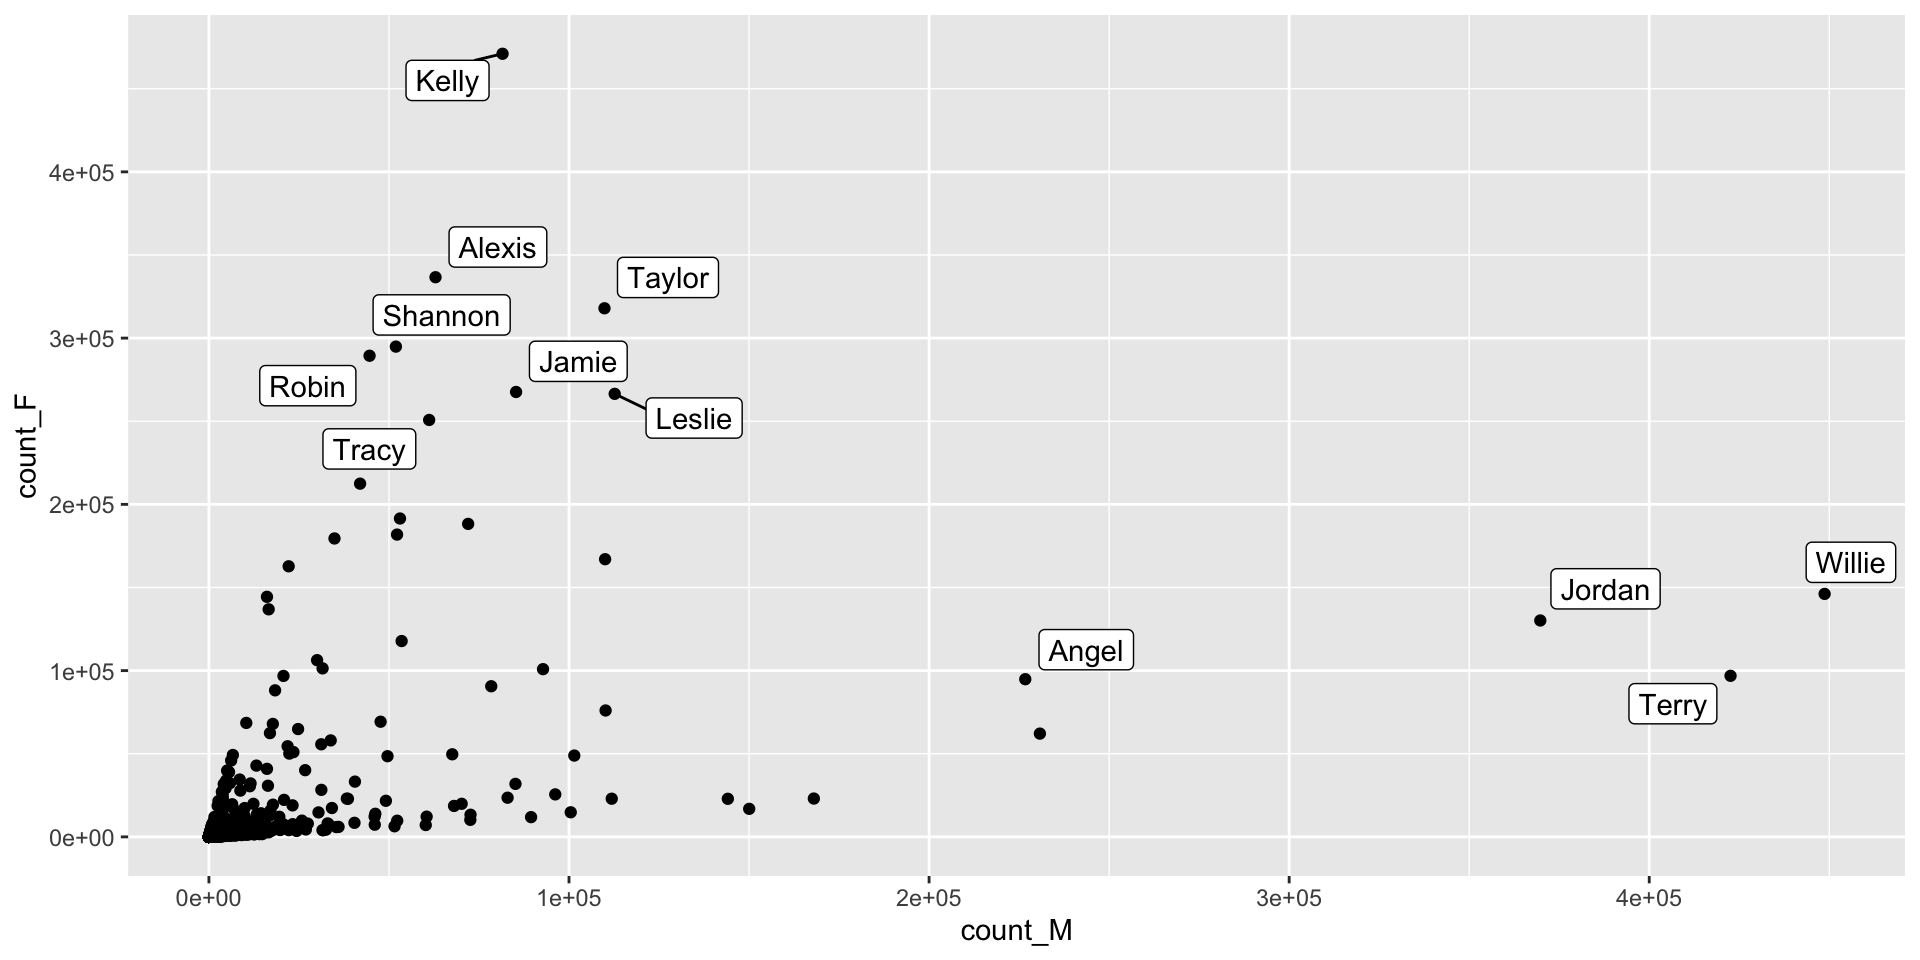 Kelly
Alexis
Taylor
Shannon
Jamie
Robin
Leslie
Tracy
Willie
Jordan
Angel
Terry
4e+05
3e+05
2e+05
1e+05
0e+00
count_F
0e+00 1e+05 2e+05 3e+05 4e+05
count_M